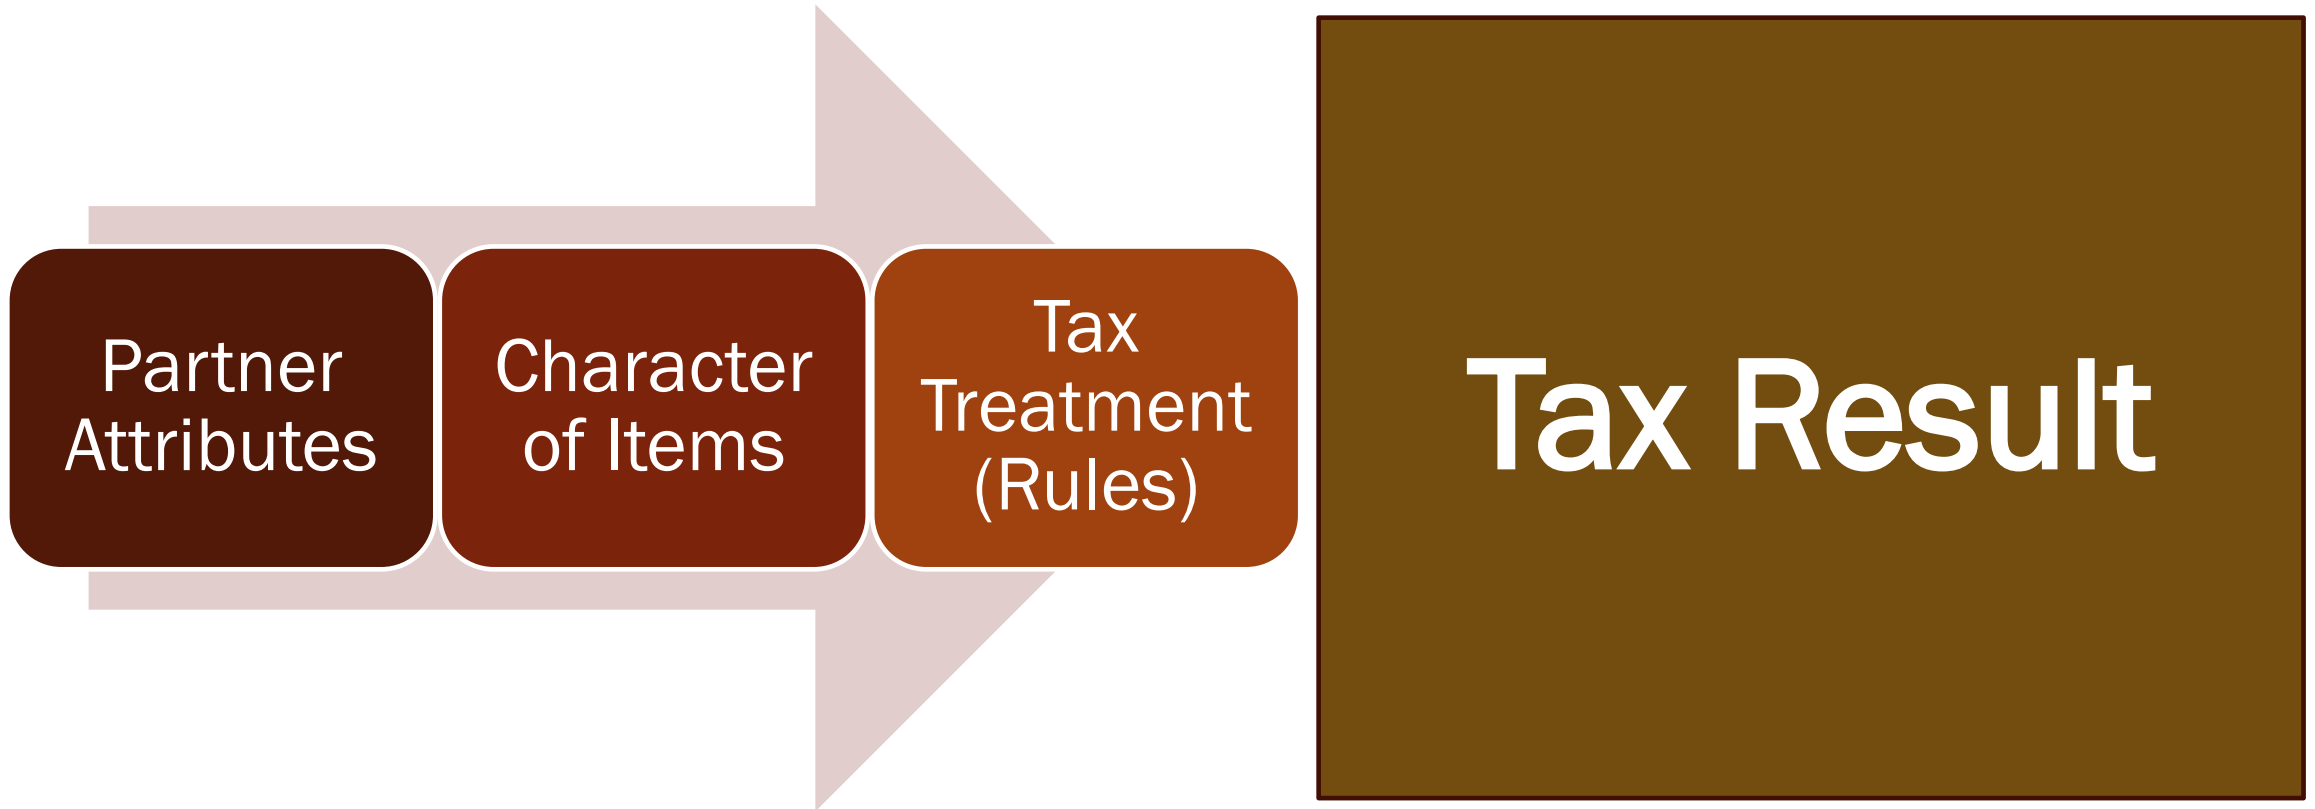 Partner
Attributes
Character
of Items
Tax
Treatment
(Rules)
Tax Result